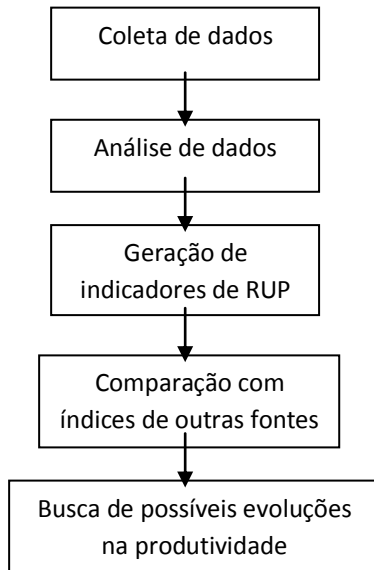 Coleta de dados
Análise de dados
Geração de
indicadores de RUP
Comparação com
índices de outras fontes
Busca de possíveis evoluções
na produtividade